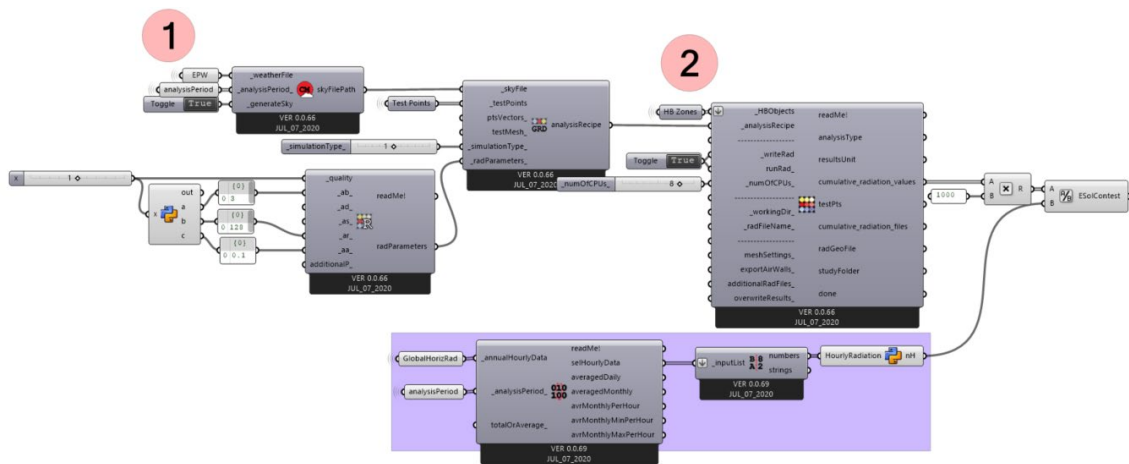 1
EPW
analysisPeriod
Toggle True
_weatherFile
_analysisPeriod_
_generateSky
skyFilePath
VER 0.0.66
JUL_07_2020
Test Points
_simulationType_ 1
_skyFile
_testPoints
ptsVectors_
testMesh_
_simulationType_
_radParameters_
GRD
analysisRecipe
VER 0.0.66
JUL_07_2020
x 1
x
out
a
b
c
{0}
0 3
{0}
0 128
{0}
0 0.1
_quality
_ab_
_ad_
_as_
_ar_
_aa_
additionalP_
readMe!
radParameters
VER 0.0.66
JUL_07_2020
2
HB Zones
Toggle True
_numOfCPUs_ 8
_HBObjects
_analysisRecipe
_writeRad
runRad_
_numOfCPUs_
_workingDir_
_radFileName_
meshSettings_
exportAirWalls_
additionalRadFiles_
overwriteResults_
readMe!
analysisType
resultsUnit
cumulative_radiation_values
testPts
cumulative_radiation_files
radGeoFile
studyFolder
done
VER 0.0.66
JUL_07_2020
1000
A
B
R
A
B
ESolContest
GlobalHorizRad
analysisPeriod
_annualHourlyData
_analysisPeriod_
totalOrAverage_
010
100
readMe!
selHourlyData
averagedDaily
averagedMonthly
avrMonthlyPerHour
avrMonthlyMinPerHour
avrMonthlyMaxPerHour
VER 0.0.69
JUL_07_2020
_inputList
numbers
strings
VER 0.0.69
JUL_07_2020
HourlyRadiation nH